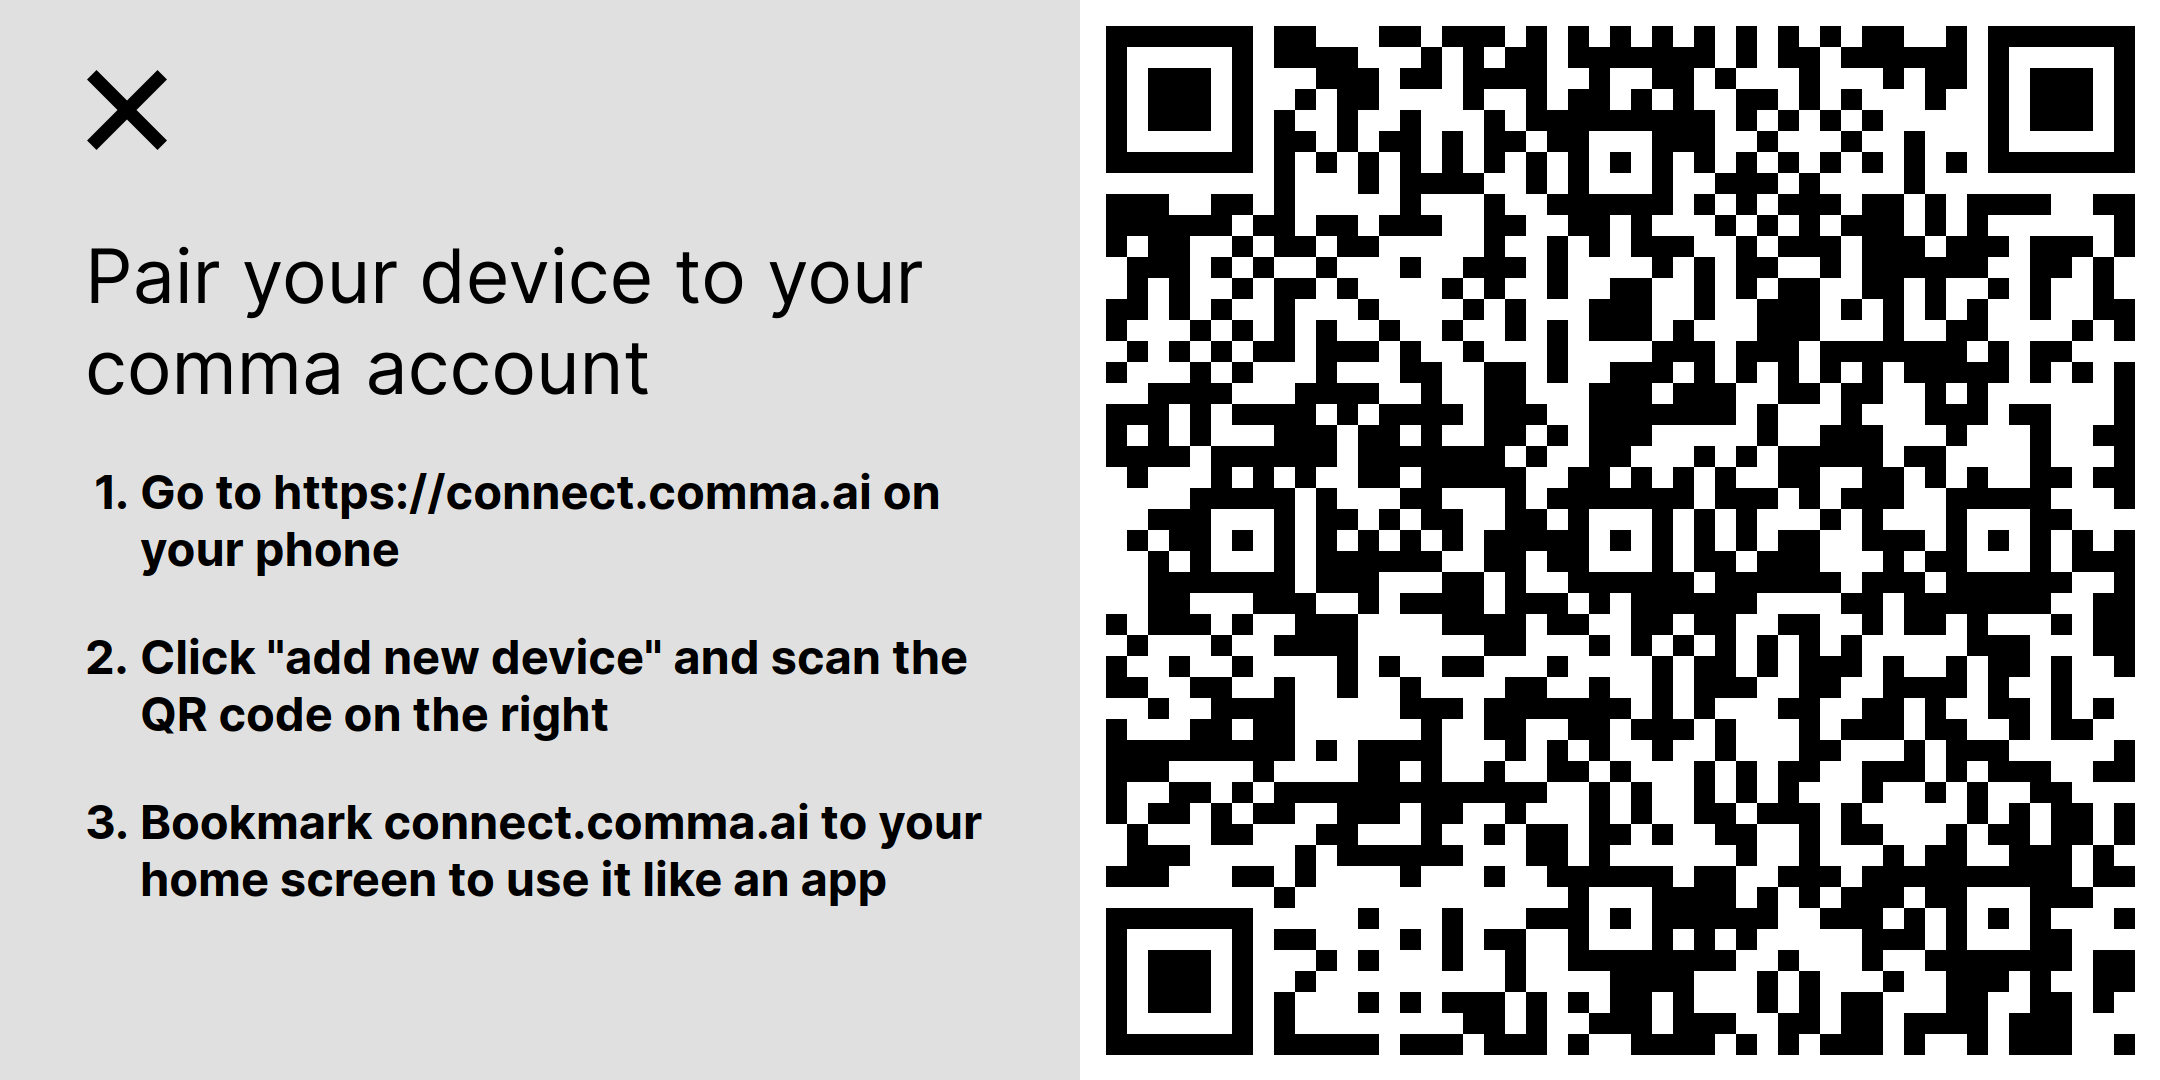 Pair your device to your
comma account
1. Go to https://connect.comma.ai on
your phone
2. Click "add new device" and scan the
QR code on the right
3. Bookmark connect.comma.ai to your
home screen to use it like an app